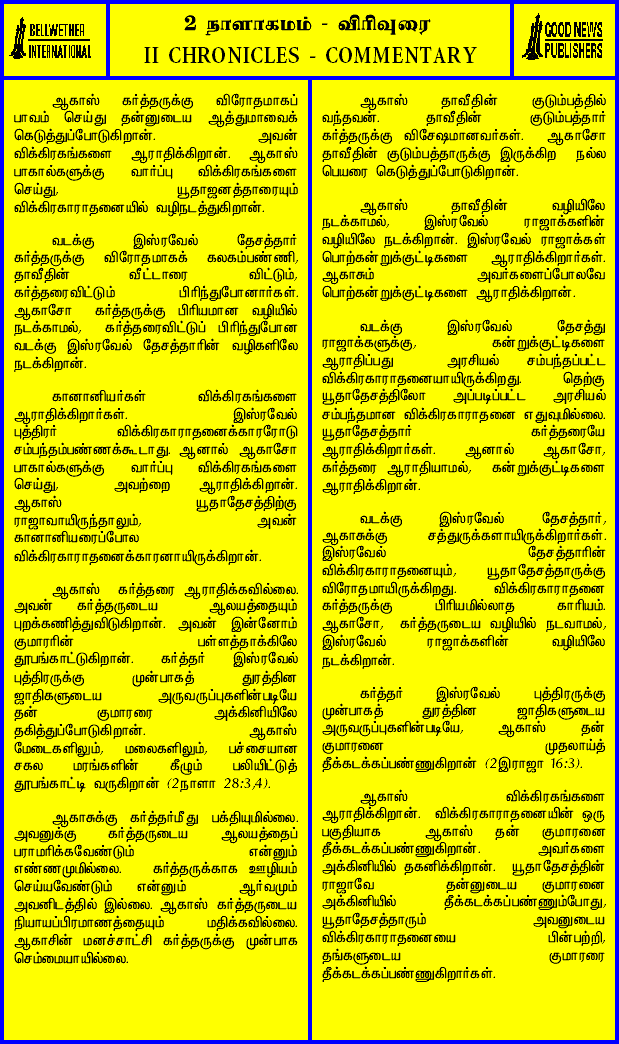 BELLWETHER
INTERNATIONAL
2 நாளாகமம் - விரிவுரை
II CHRONICLES - COMMENTARY
GOOD NEWS
PUBLISHERS
ஆகாஸ் கர்த்தருக்கு விரோதமாகப்
பாவம் செய்து தன்னுடைய ஆத்துமாவைக்
கெடுத்துப்போடுகிறான். அவன்
விக்கிரகங்களை ஆராதிக்கிறான். ஆகாஸ்
பாகால்களுக்கு வார்ப்பு விக்கிரகங்களை
செய்து, யூதாஜனத்தாரையும்
விக்கிரகாராதனையில் வழிநடத்துகிறான்.
வடக்கு இஸ்ரவேல் தேசத்தார்
கர்த்தருக்கு விரோதமாகக் கலகம்பண்ணி,
தாவீதின் வீட்டாரை விட்டும்,
கர்த்தரைவிட்டும் பிரிந்துபோனார்கள்.
ஆகாசோ கர்த்தருக்கு பிரியமான வழியில்
நடக்காமல், கர்த்தரைவிட்டுப் பிரிந்துபோன
வடக்கு இஸ்ரவேல் தேசத்தாரின் வழிகளிலே
நடக்கிறான்.
கானானியர்கள் விக்கிரகங்களை
ஆராதிக்கிறார்கள். இஸ்ரவேல்
புத்திரர் விக்கிரகாராதனைக்காரரோடு
சம்பந்தம்பண்ணக்கூடாது. ஆனால் ஆகாசோ
பாகால்களுக்கு வார்ப்பு விக்கிரகங்களை
செய்து, அவற்றை ஆராதிக்கிறான்.
ஆகாஸ் யூதாதேசத்திற்கு
ராஜாவாயிருந்தாலும், அவன்
கானானியரைப்போல
விக்கிரகாராதனைக்காரனாயிருக்கிறான்.
ஆகாஸ் கர்த்தரை ஆராதிக்கவில்லை.
அவன் கர்த்தருடைய ஆலயத்தையும்
புறக்கணித்துவிடுகிறான். அவன் இன்னோம்
குமாரரின் பள்ளத்தாக்கிலே
தூபங்காட்டுகிறான். கர்த்தர் இஸ்ரவேல்
புத்திரருக்கு முன்பாகத் துரத்தின
ஜாதிகளுடைய அருவருப்புகளின்படியே
தன் குமாரரை அக்கினியிலே
தகித்துப்போடுகிறான். ஆகாஸ்
மேடைகளிலும், மலைகளிலும், பச்சையான
சகல மரங்களின் கீழும் பலியிட்டுத்
தூபங்காட்டி வருகிறான் (2நாளா 28:3,4).
ஆகாசுக்கு கர்த்தர்மீது பக்தியுமில்லை.
அவனுக்கு கர்த்தருடைய ஆலயத்தைப்
பராமரிக்கவேண்டும் என்னும்
எண்ணமுமில்லை. கர்த்தருக்காக ஊழியம்
செய்யவேண்டும் என்னும் ஆர்வமும்
அவனிடத்தில் இல்லை. ஆகாஸ் கர்த்தருடைய
நியாயப்பிரமாணத்தையும் மதிக்கவில்லை.
ஆகாசின் மனச்சாட்சி கர்த்தருக்கு முன்பாக
செம்மையாயில்லை.
ஆகாஸ் தாவீதின் குடும்பத்தில்
வந்தவன். தாவீதின் குடும்பத்தார்
கர்த்தருக்கு விசேஷமானவர்கள். ஆகாசோ
தாவீதின் குடும்பத்தாருக்கு இருக்கிற நல்ல
பெயரை கெடுத்துப்போடுகிறான்.
ஆகாஸ் தாவீதின் வழியிலே
நடக்காமல், இஸ்ரவேல் ராஜாக்களின்
வழியிலே நடக்கிறான். இஸ்ரவேல் ராஜாக்கள்
பொற்கன்றுக்குட்டிகளை ஆராதிக்கிறார்கள்.
ஆகாசும் அவர்களைப்போலவே
பொற்கன்றுக்குட்டிகளை ஆராதிக்கிறான்.
வடக்கு இஸ்ரவேல் தேசத்து
ராஜாக்களுக்கு, கன்றுக்குட்டிகளை
ஆராதிப்பது அரசியல் சம்பந்தப்பட்ட
விக்கிரகாராதனையாயிருக்கிறது. தெற்கு
யூதாதேசத்திலோ அப்படிப்பட்ட அரசியல்
சம்பந்தமான விக்கிரகாராதனை எதுவுமில்லை.
யூதாதேசத்தார் கர்த்தரையே
ஆராதிக்கிறார்கள். ஆனால் ஆகாசோ,
கர்த்தரை ஆராதியாமல், கன்றுக்குட்டிகளை
ஆராதிக்கிறான்.
வடக்கு இஸ்ரவேல் தேசத்தார்,
ஆகாசுக்கு சத்துருக்களாயிருக்கிறார்கள்.
இஸ்ரவேல் தேசத்தாரின்
விக்கிரகாராதனையும், யூதாதேசத்தாருக்கு
விரோதமாயிருக்கிறது. விக்கிரகாராதனை
கர்த்தருக்கு பிரியமில்லாத காரியம்.
ஆகாசோ, கர்த்தருடைய வழியில் நடவாமல்,
இஸ்ரவேல் ராஜாக்களின் வழியிலே
நடக்கிறான்.
கர்த்தர் இஸ்ரவேல் புத்திரருக்கு
முன்பாகத் துரத்தின ஜாதிகளுடைய
அருவருப்புகளின்படியே, ஆகாஸ் தன்
குமாரனை முதலாய்த்
தீக்கடக்கப்பண்ணுகிறான் (2இராஜா 16:3).
ஆகாஸ் விக்கிரகங்களை
ஆராதிக்கிறான். விக்கிரகாராதனையின் ஒரு
பகுதியாக ஆகாஸ் தன் குமாரனை
தீக்கடக்கப்பண்ணுகிறான். அவர்களை
அக்கினியில் தகனிக்கிறான். யூதாதேசத்தின்
ராஜாவே தன்னுடைய குமாரனை
அக்கினியில் தீக்கடக்கப்பண்ணும்போது,
யூதாதேசத்தாரும் அவனுடைய
விக்கிரகாராதனையை பின்பற்றி,
தங்களுடைய குமாரரை
தீக்கடக்கப்பண்ணுகிறார்கள்.